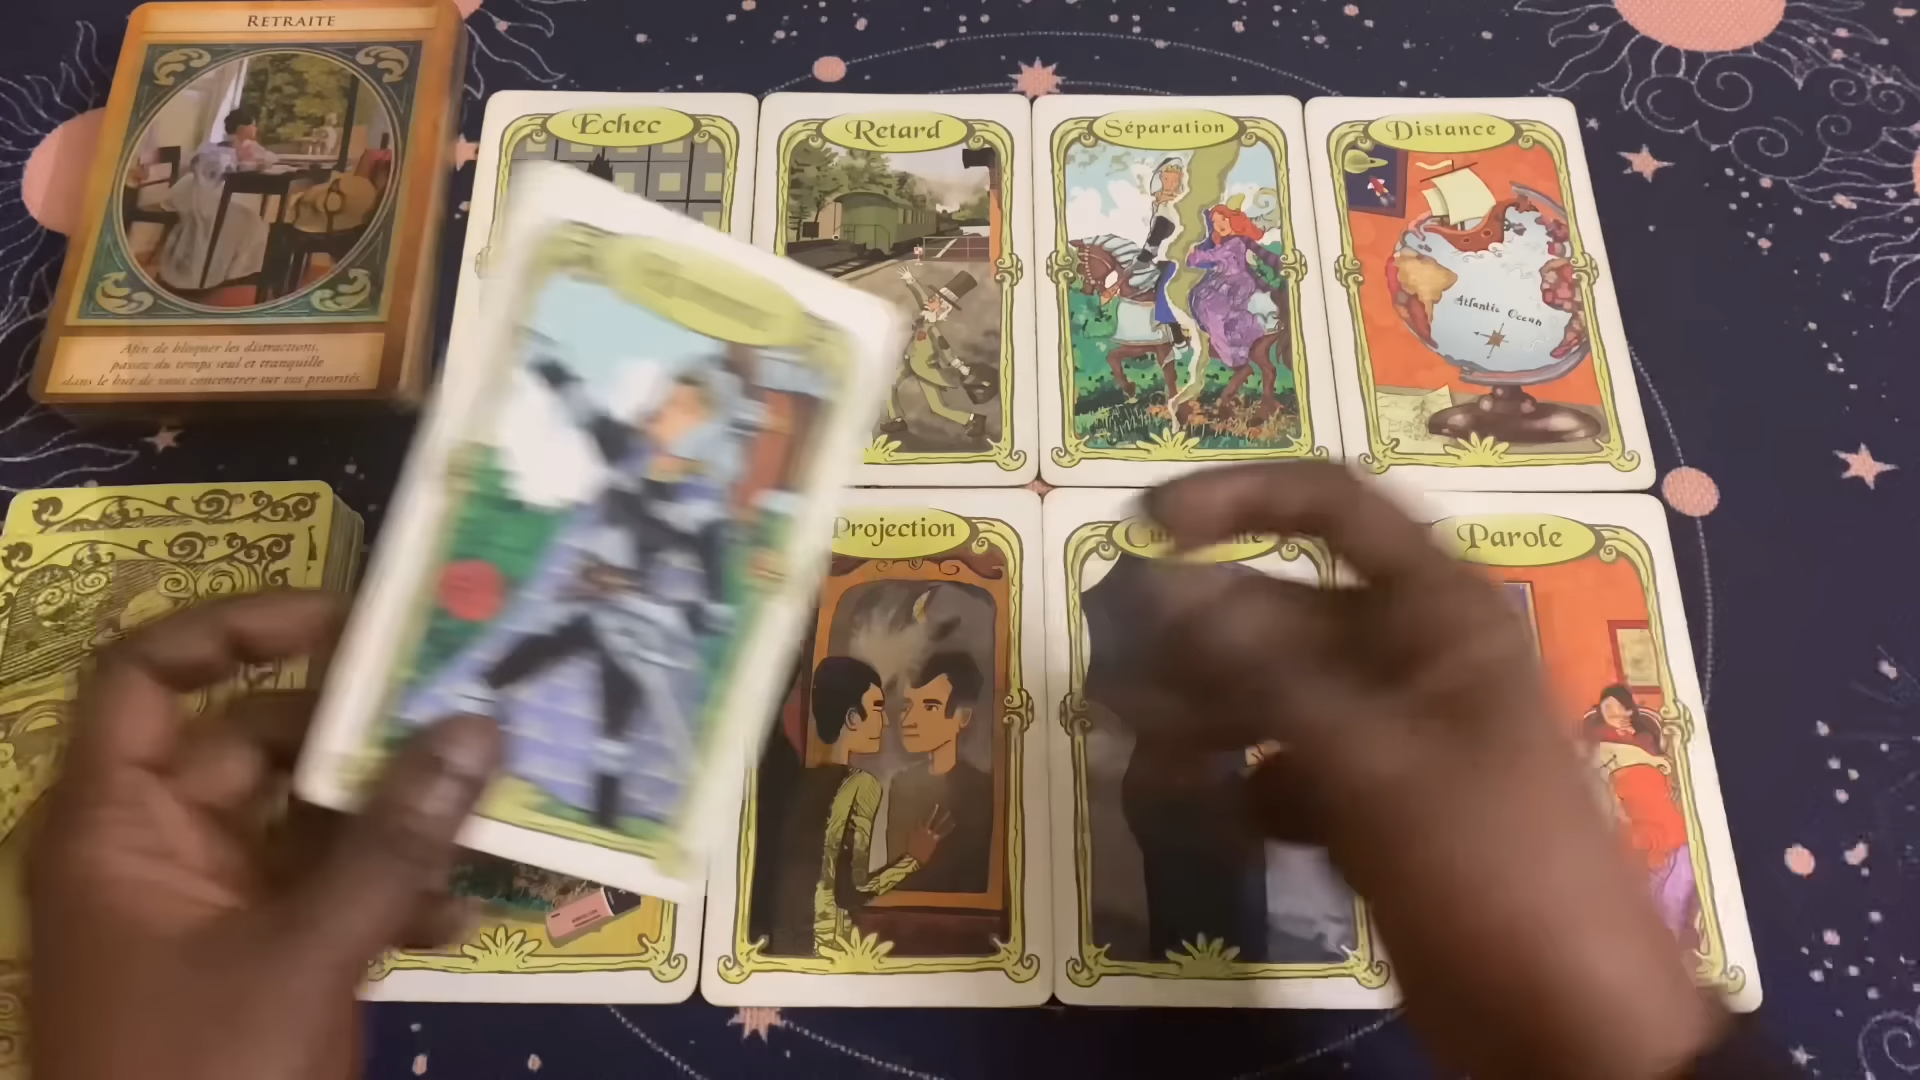 RETRAITE
Afin de bloquer les distractions,
passez du temps seul et tranquille
dans le but de vous concentrer sur vos priorités.
Echec
Retard
Séparation
Distance
Atlantic Ocean
Projection
Parole